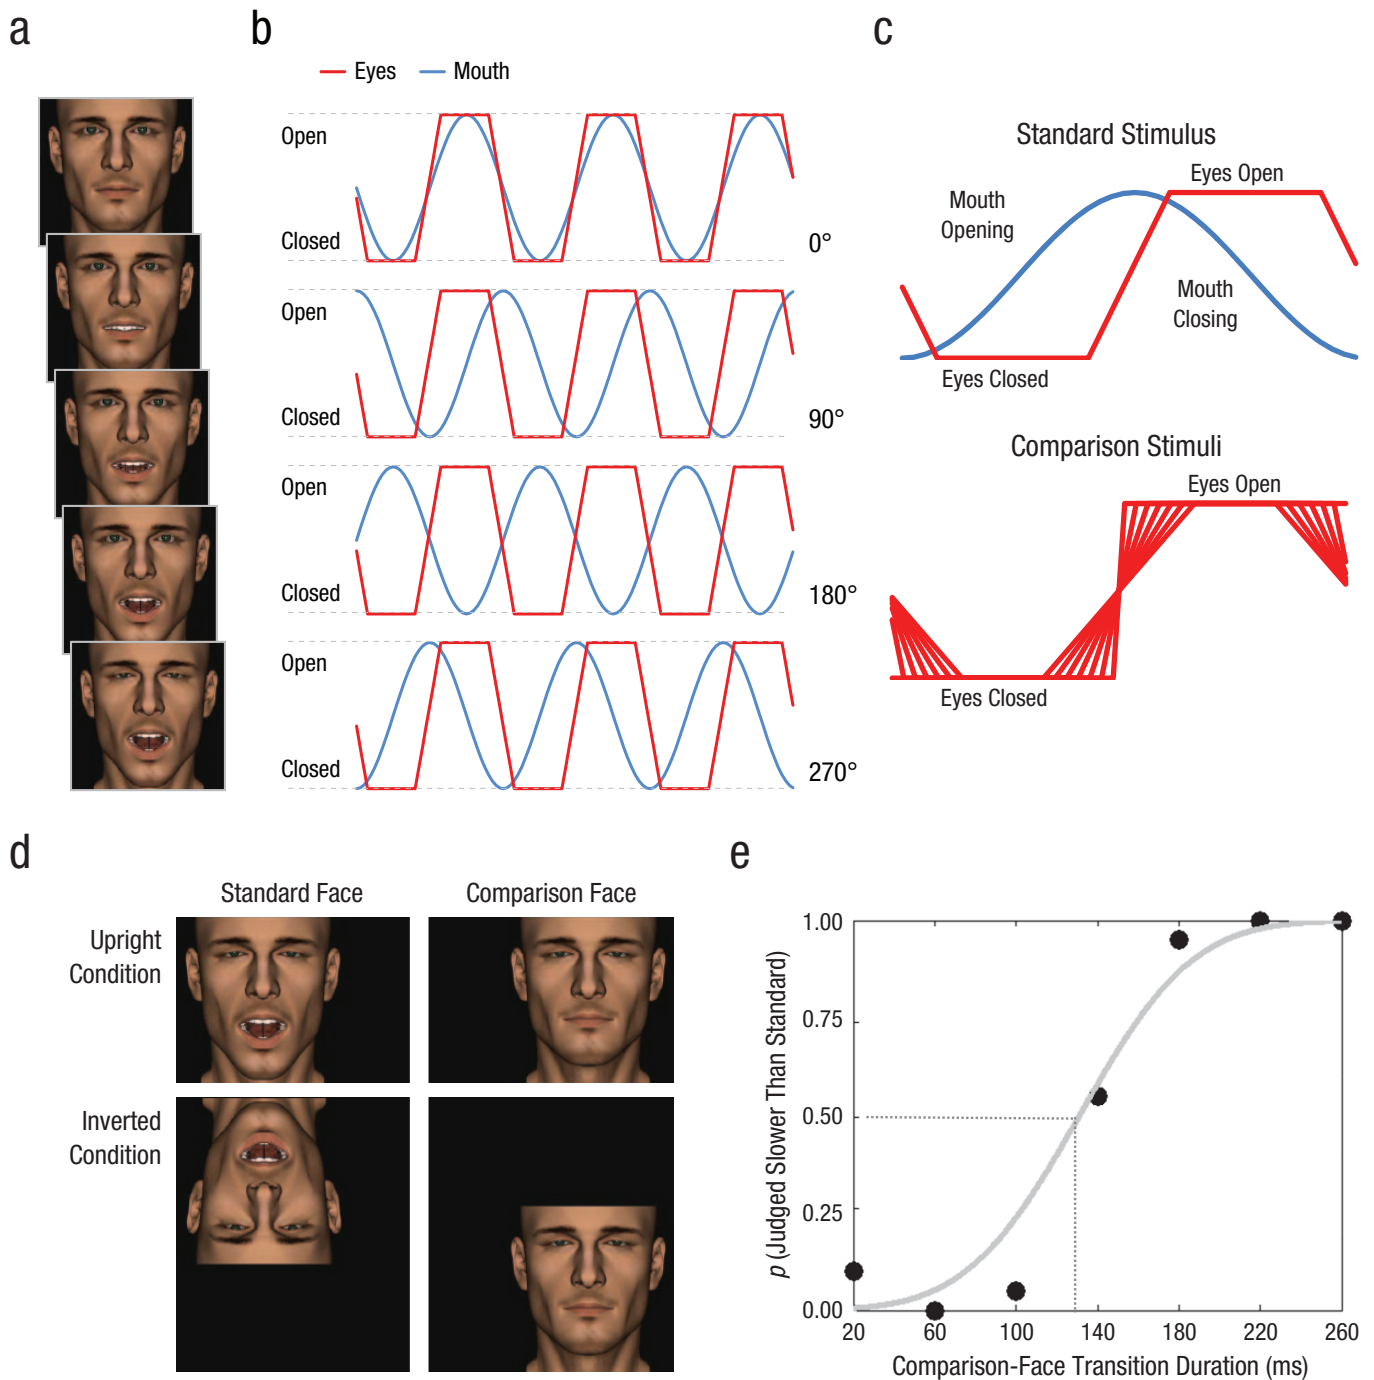 a
b
Eyes
Mouth
Open
Closed
0°
Open
Closed
90°
Open
Closed
180°
Open
Closed
270°
c
Standard Stimulus
Eyes Open
Mouth
Opening
Mouth
Closing
Eyes Closed
Comparison Stimuli
Eyes Open
Eyes Closed
d
Standard Face
Comparison Face
Upright
Condition
Inverted
Condition
e
p (Judged Slower Than Standard)
1.00
0.75
0.50
0.25
0.00
20 60 100 140 180 220 260
Comparison-Face Transition Duration (ms)